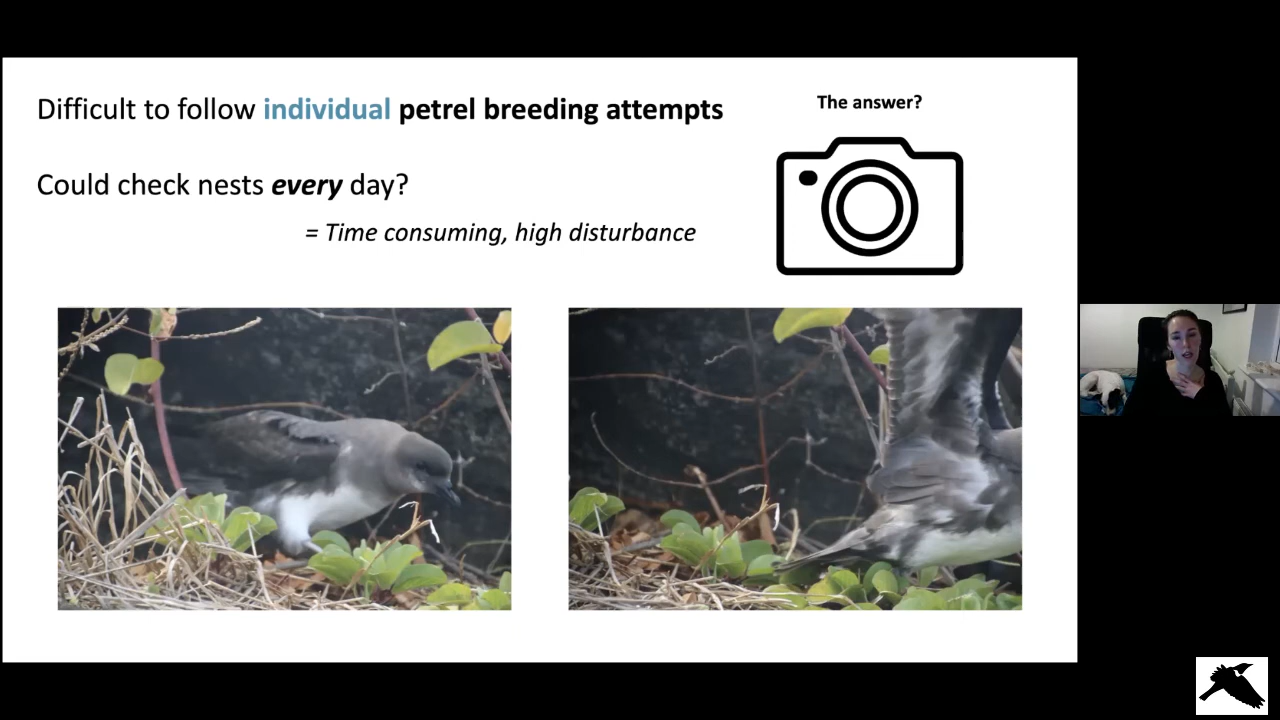 Difficult to follow individual petrel breeding attempts
The answer?
Could check nests every day?
= Time consuming, high disturbance